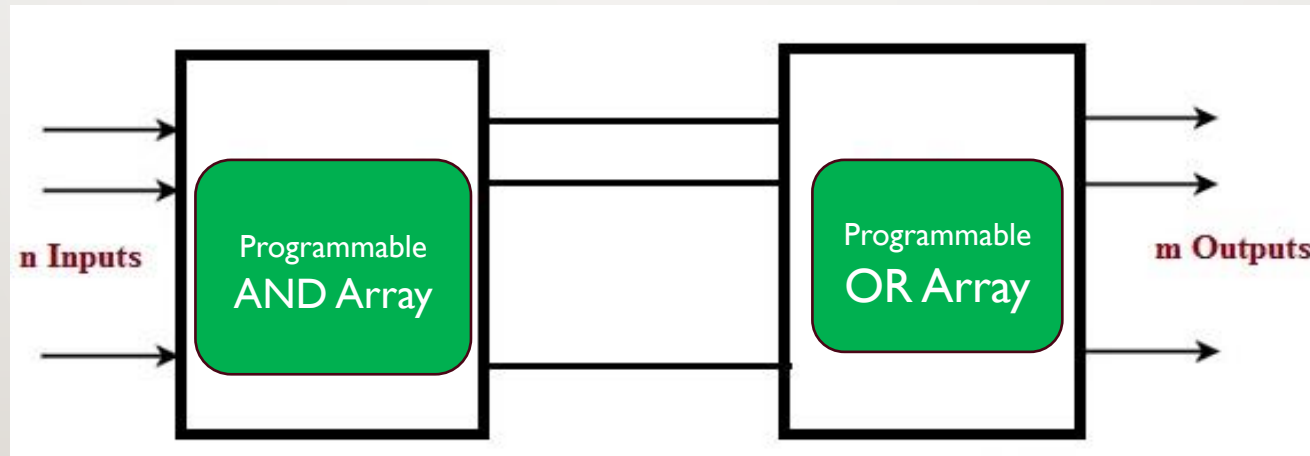 n Inputs
Programmable
AND Array
Programmable
OR Array
m Outputs